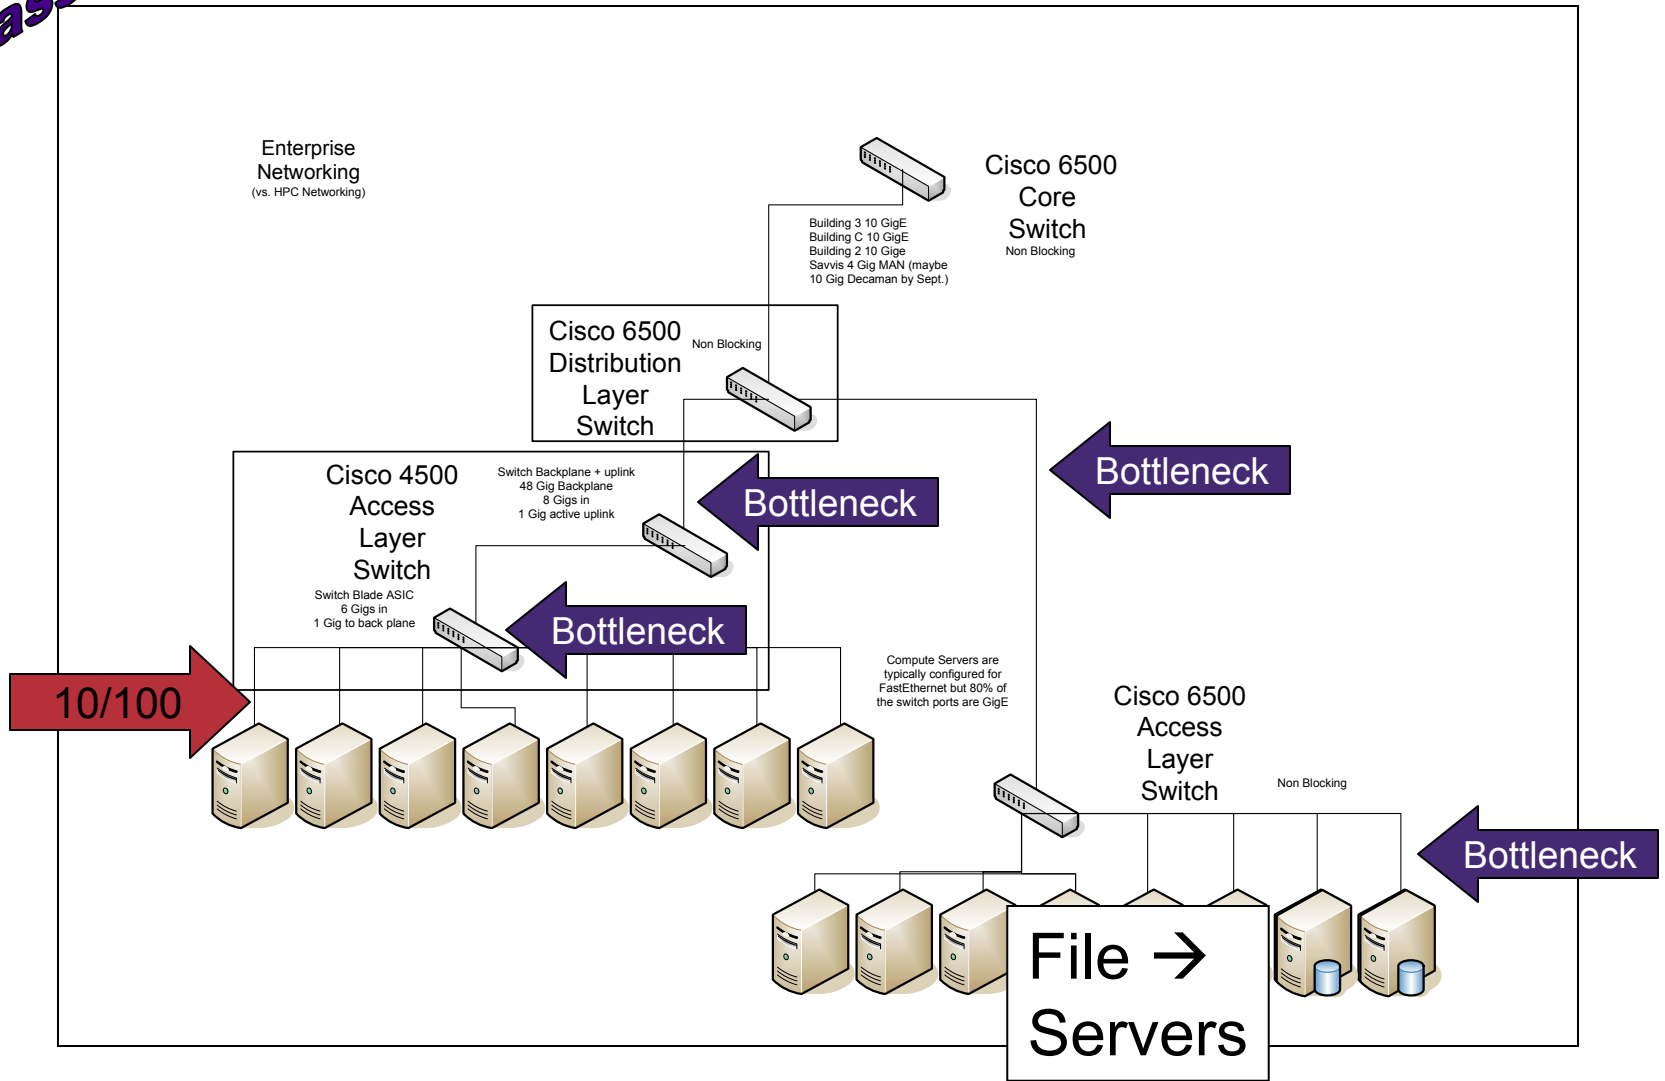 ass
Enterprise
Networking
(vs. HPC Networking)
Cisco 6500
Core
Switch
Non Blocking
Building 3 10 GigE
Building C 10 GigE
Building 2 10 Gige
Savvis 4 Gig MAN (maybe
10 Gig Decaman by Sept.)
Cisco 6500
Distribution
Layer
Switch
Non Blocking
Cisco 4500
Access
Layer
Switch
Switch Backplane + uplink
48 Gig Backplane
8 Gigs in
1 Gig active uplink
Bottleneck
Bottleneck
Switch Blade ASIC
6 Gigs in
1 Gig to back plane
Bottleneck
10/100
Compute Servers are
typically configured for
FastEthernet but 80% of
the switch ports are GigE
Cisco 6500
Access
Layer
Switch
Non Blocking
Bottleneck
File →
Servers